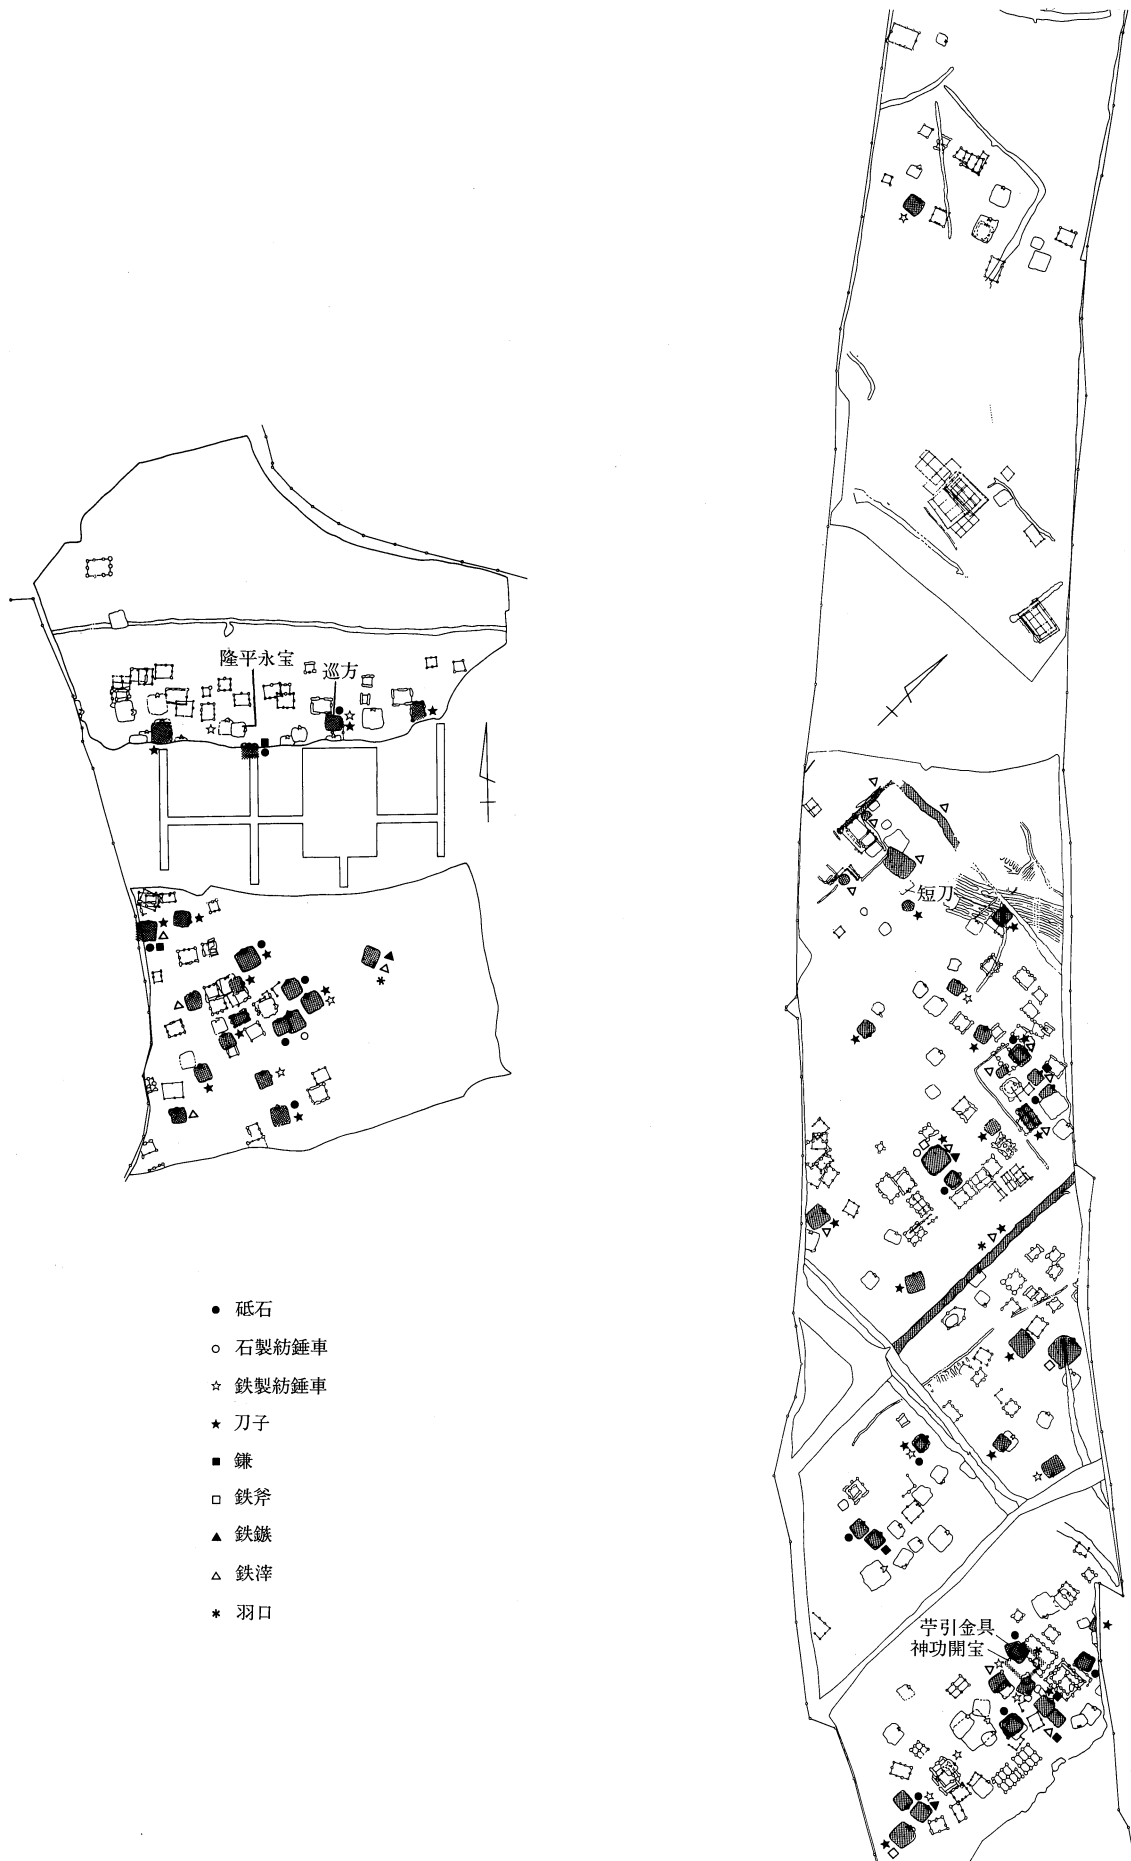 隆平永宝
巡方
短刀
苧引金具
神功開宝
砥石
石製紡錘車
鉄製紡錘車
刀子
鎌
鉄斧
鉄鏃
鉄滓
羽口